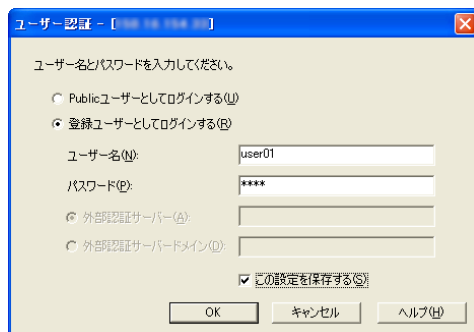 ユーザー認証 - [
ユーザー名とパスワードを入力してください。
Publicユーザーとしてログインする(U)
登録ユーザーとしてログインする(R)
ユーザー名(N): user01
パスワード(P): ****
外部認証サーバー(A):
外部認証サーバードメイン(D):
この設定を保存する(S)
OK キャンセル ヘルプ(H)